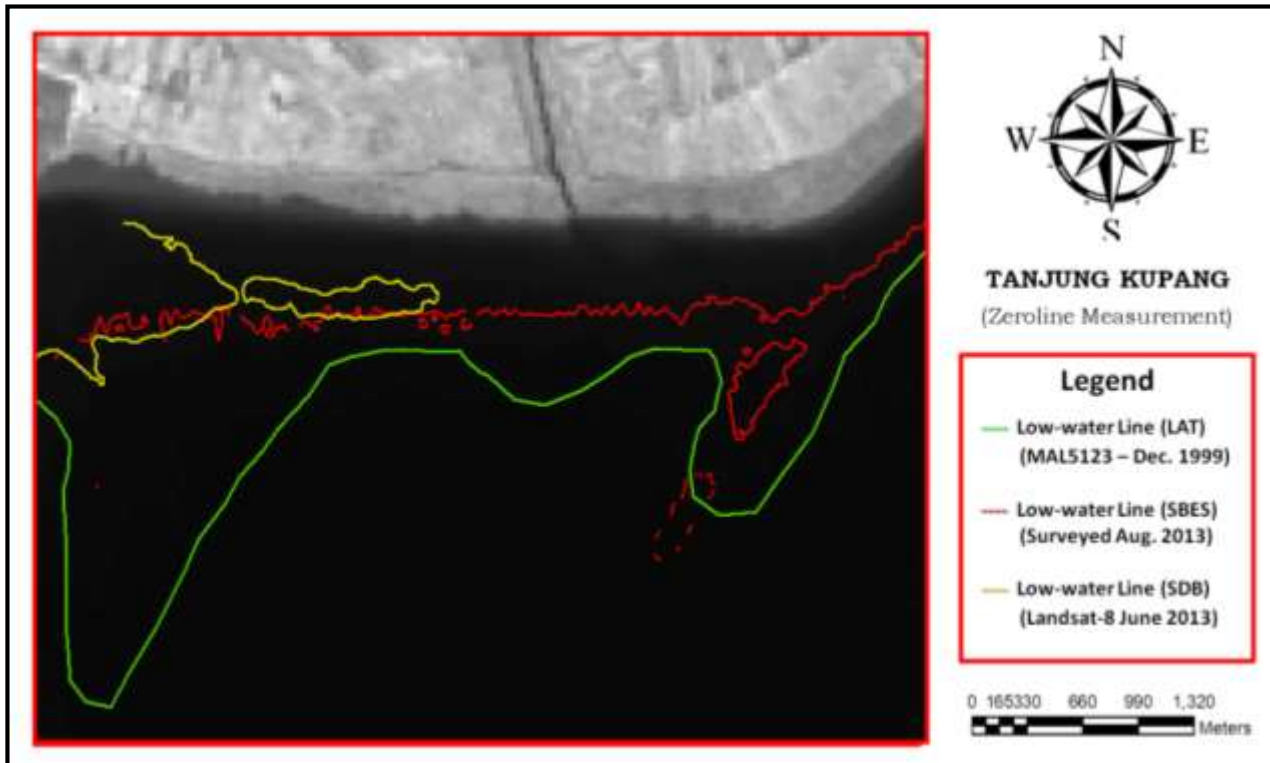 N
W E
S
TANJUNG KUPANG
(Zeroline Measurement)
Legend
Low-water Line (LAT)
(MAL5123 – Dec. 1999)
Low-water Line (SBES)
(Surveyed Aug. 2013)
Low-water Line (SDB)
(Landsat-8 June 2013)
0 165330 660 990 1,320
Meters